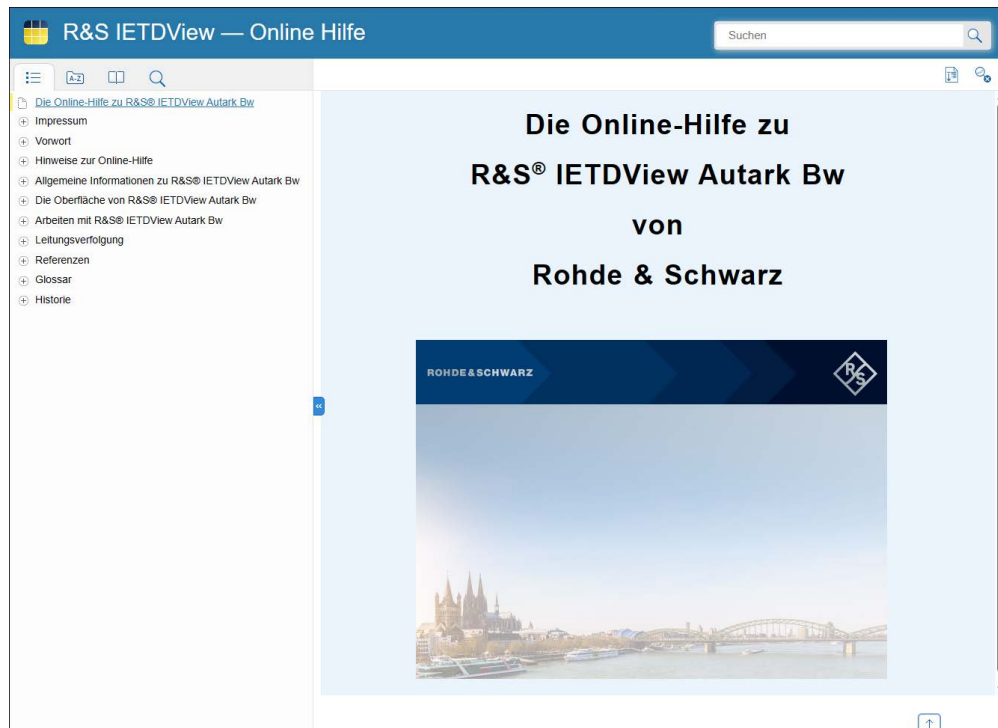 R&S IETDView — Online Hilfe
Suchen
A-Z
Die Online-Hilfe zu R&S® IETDView Autark Bw
Impressum
Vorwort
Hinweise zur Online-Hilfe
Allgemeine Informationen zu R&S® IETDView Autark Bw
Die Oberfläche von R&S® IETDView Autark Bw
Arbeiten mit R&S® IETDView Autark Bw
Leitungsverfolgung
Referenzen
Glossar
Historie
Die Online-Hilfe zu
R&S® IETDView Autark Bw
von
Rohde & Schwarz
ROHDE&SCHWARZ
R&S